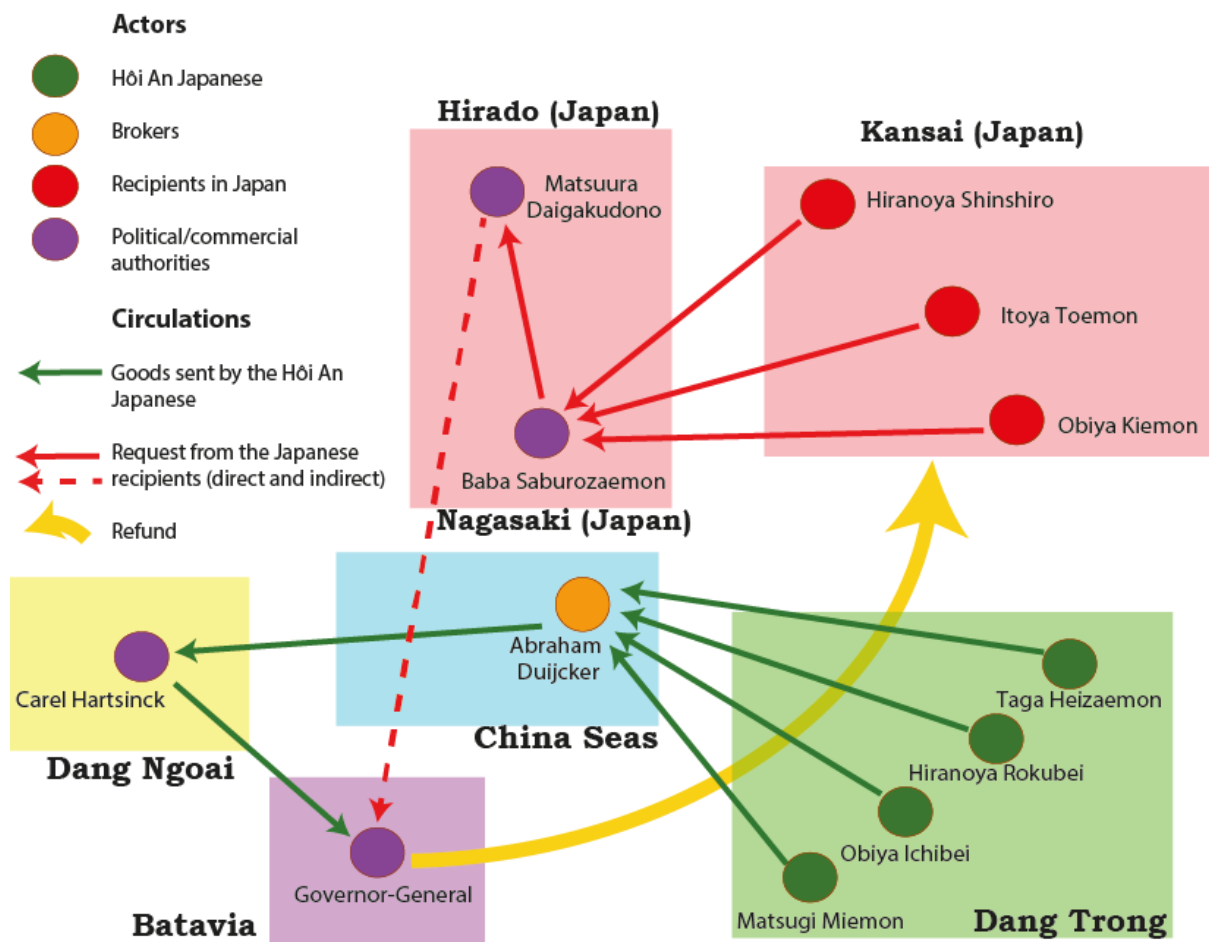 Actors
Hôi An Japanese
Brokers
Recipients in Japan
Political/commercial
authorities
Circulations
Goods sent by the Hôi An
Japanese
Request from the Japanese
recipients (direct and indirect)
Refund
Hirado (Japan)
Matsuura
Daigakudono
Baba Saburozaemon
Nagasaki (Japan)
Kansai (Japan)
Hiranoya Shinshiro
Itoya Toemon
Obiya Kiemon
Abraham
Duijcker
China Seas
Carel Hartsinck
Dang Ngoai
Governor-General
Batavia
Taga Heizaemon
Hiranoya Rokubei
Obiya Ichibei
Matsugi Miemon
Dang Trong